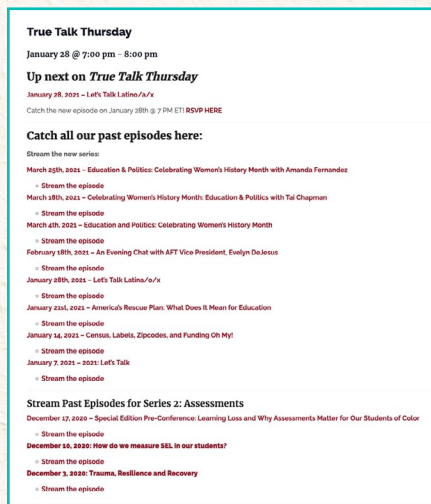 True Talk Thursday
January 28 @ 7:00 pm - 8:00 pm
Up next on True Talk Thursday
January 28, 2021 – Let's Talk Latino/a/x
Catch the new episode on January 28th @ 7 PM ET! RSVP HERE
Catch all our past episodes here:
Stream the new series:
March 25th, 2021 – Education & Politics: Celebrating Women's History Month with Amanda Fernandez
Stream the episode
March 18th, 2021 – Celebrating Women's History Month: Education & Politics with Tai Chapman
Stream the episode
March 4th, 2021 – Education and Politics: Celebrating Women's History Month
Stream the episode
February 18th, 2021 – An Evening Chat with AFT Vice President, Evelyn DeJesus
Stream the episode
January 28th, 2021 – Let's Talk Latina/o/x
Stream the episode
January 21st, 2021 – America's Rescue Plan: What Does It Mean for Education
Stream the episode
January 14, 2021 – Census, Labels, Zipcodes, and Funding Oh My!
Stream the episode
January 7, 2021 – 2021: Let's Talk
Stream the episode
Stream Past Episodes for Series 2: Assessments
December 17, 2020 – Special Edition Pre-Conference: Learning Loss and Why Assessments Matter for Our Students of Color
Stream the episode
December 10, 2020: How do we measure SEL in our students?
Stream the episode
December 3, 2020: Trauma, Resilience and Recovery
Stream the episode